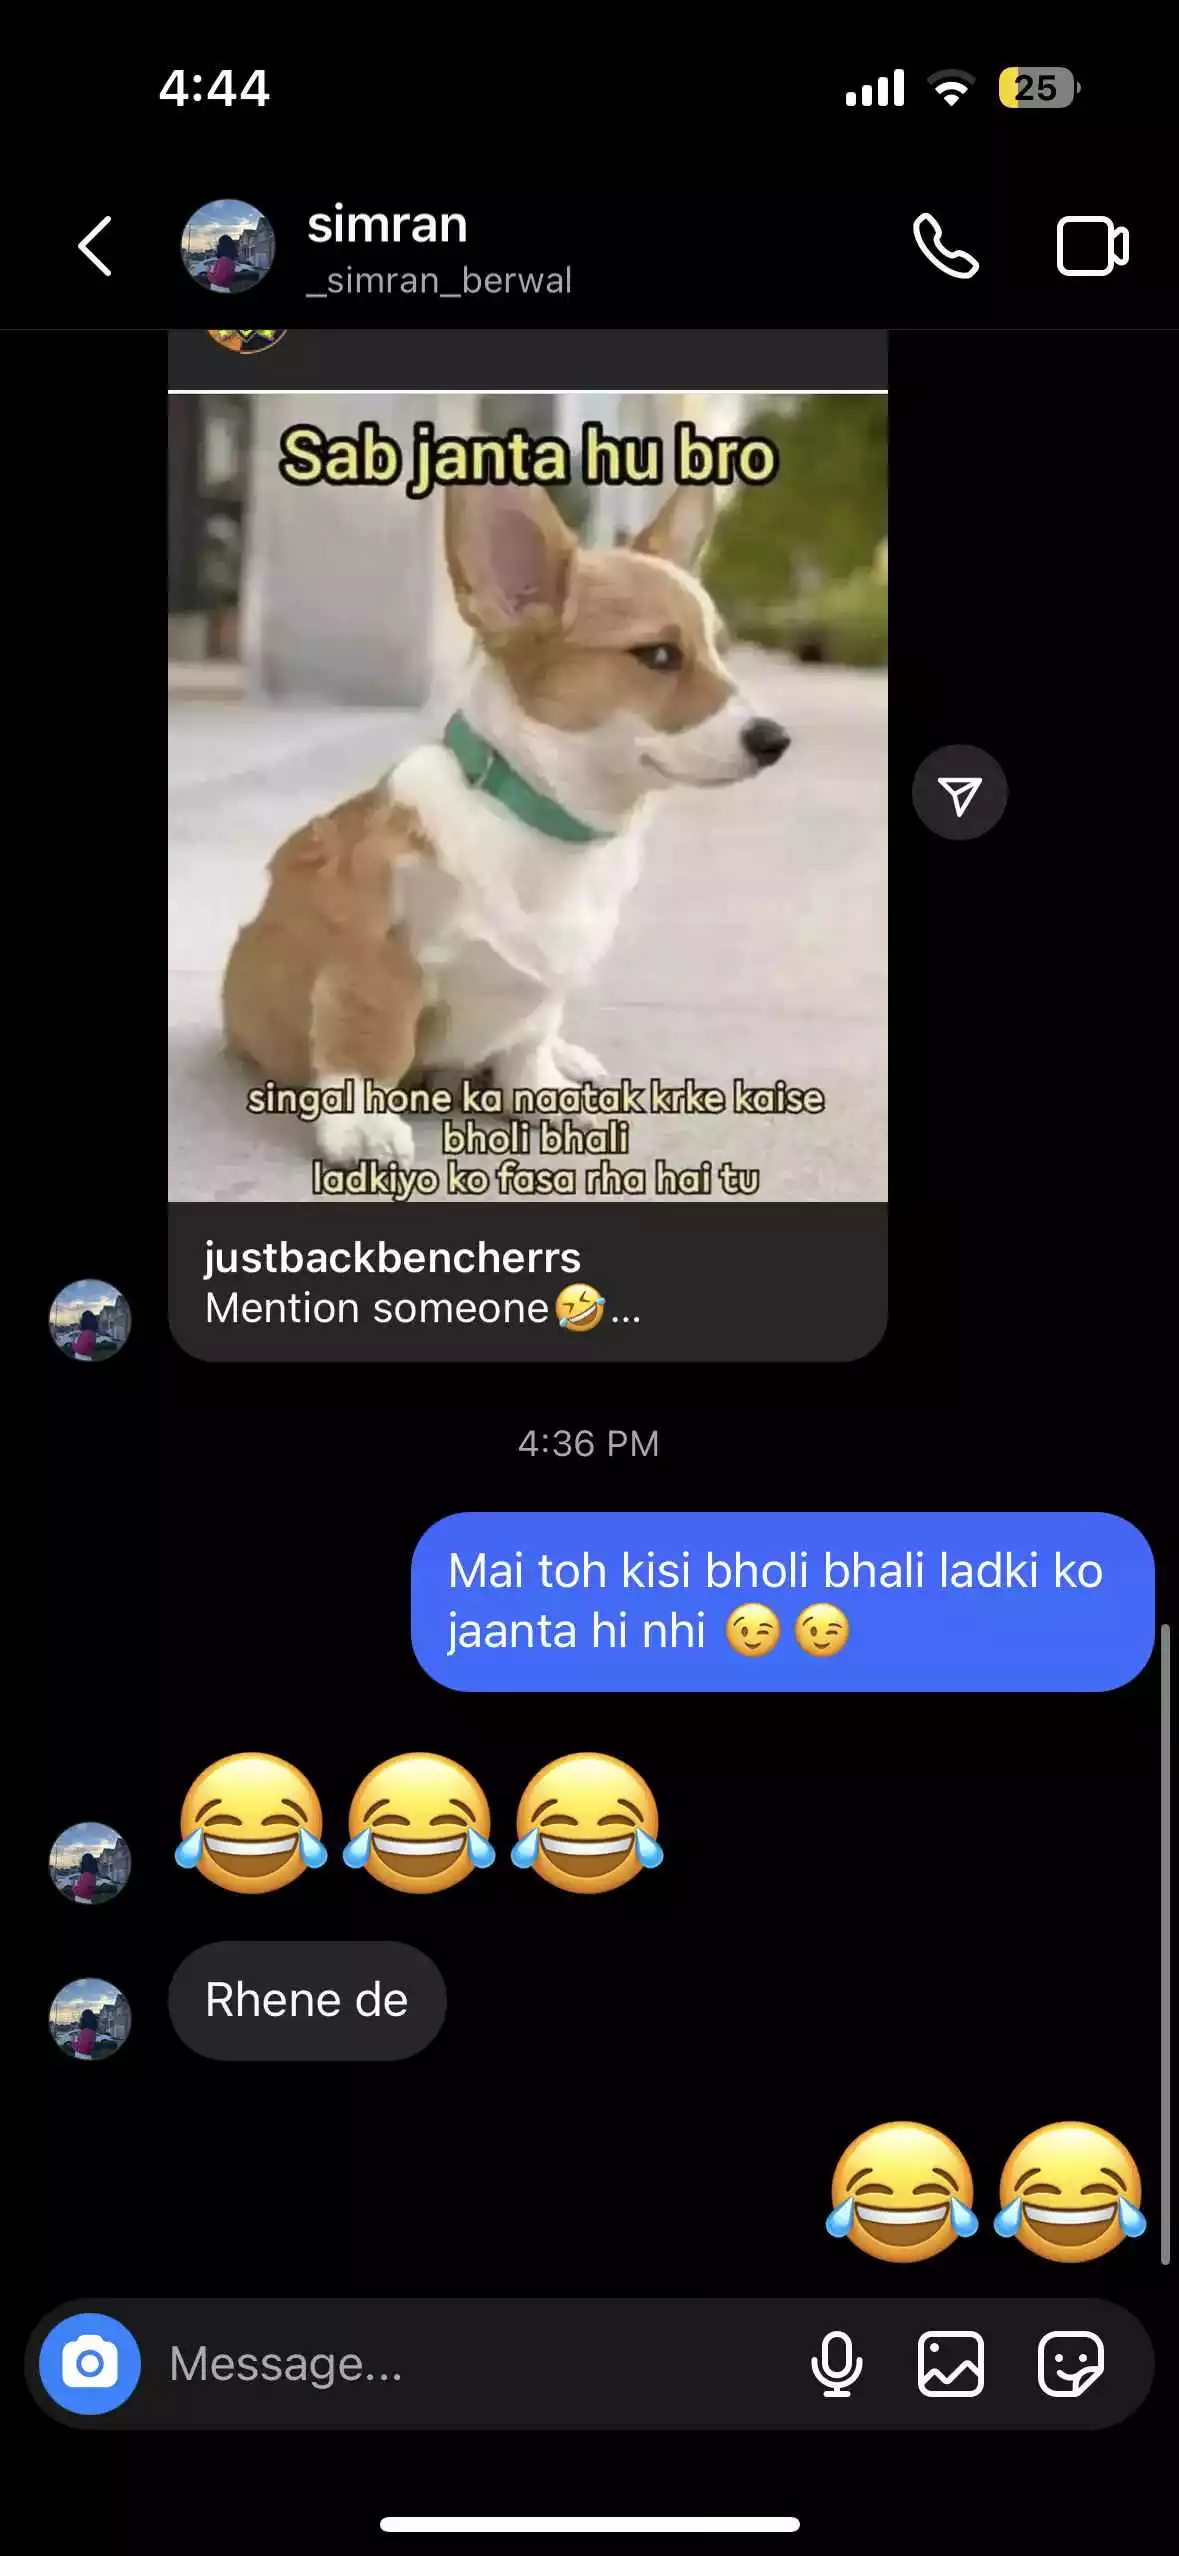 4:44
25
simran
_simran_berwal
Sab janta hu bro
singal hone ka naatak krke kaise
bholi bhali
ladkiyo ko fasa rha hai tu
justbackbencherrs
Mention someone🤣...
4:36 PM
Mai toh kisi bholi bhali ladki ko
jaanta hi nhi 😉 😉
😂😂😂
Rhene de
😂😂
Message...